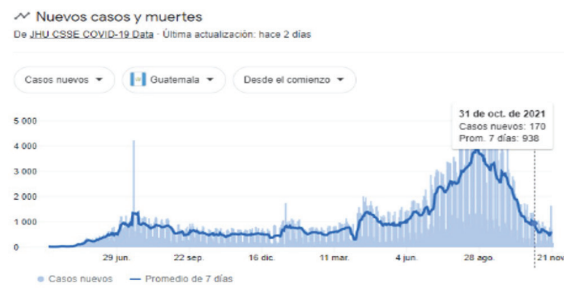 Nuevos casos y muertes
De JHU CSSE COVID-19 Data · Última actualización: hace 2 días
Casos nuevos Guatemala Desde el comienzo
31 de oct. de 2021
Casos nuevos: 170
Prom. 7 días: 938
5 000
4 000
3 000
2 000
1 000
0
29 jun. 22 sep. 16 dic. 11 mar. 4 jun. 28 ago. 21 nov
Casos nuevos Promedio de 7 días